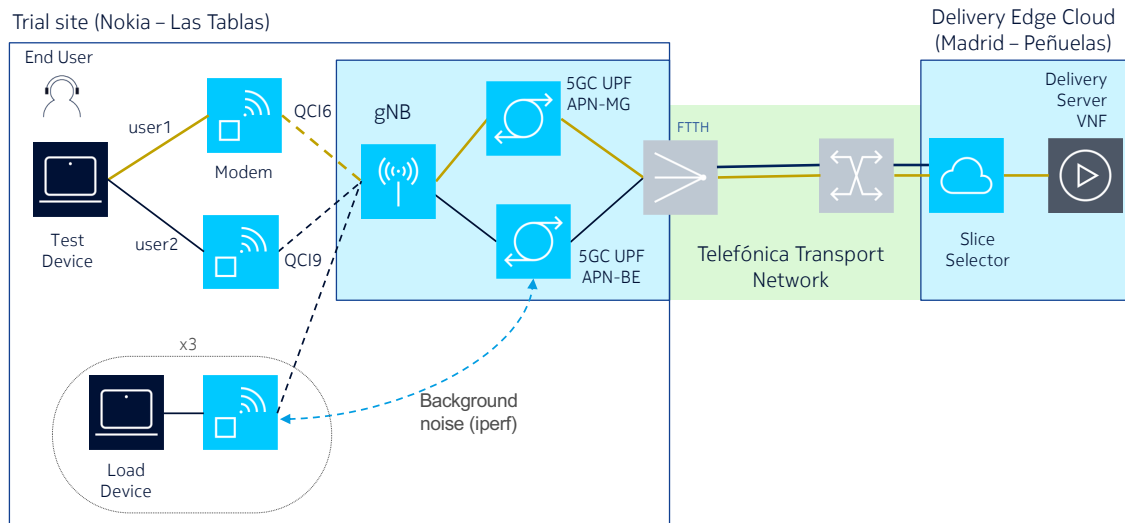 Trial site (Nokia – Las Tablas)
Delivery Edge Cloud
(Madrid – Peñuelas)
End User
user1
QCI6
Modem
gNB
5GC UPF
APN-MG
FTTH
Delivery
Server
VNF
Test
Device
user2
QCI9
5GC UPF
APN-BE
Telefónica Transport
Network
Slice
Selector
x3
Background
noise (iperf)
Load
Device